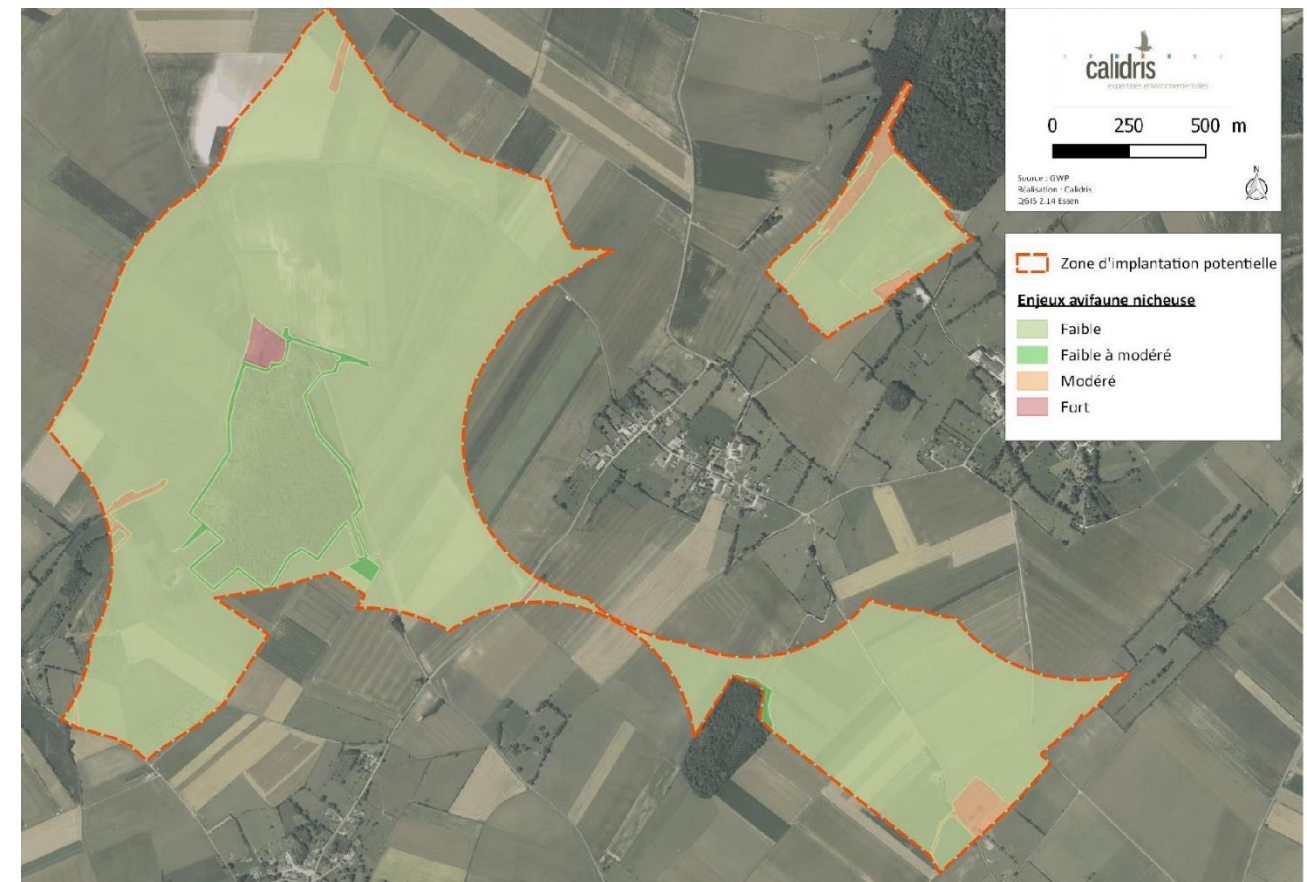 calidris
expertises environnementales
0 250 500 m
Source : GWP
Réalisation : Calidris
QGIS 2.14 Essen
N
Zone d'implantation potentielle
Enjeux avifaune nicheuse
Faible
Faible à modéré
Modéré
Fort